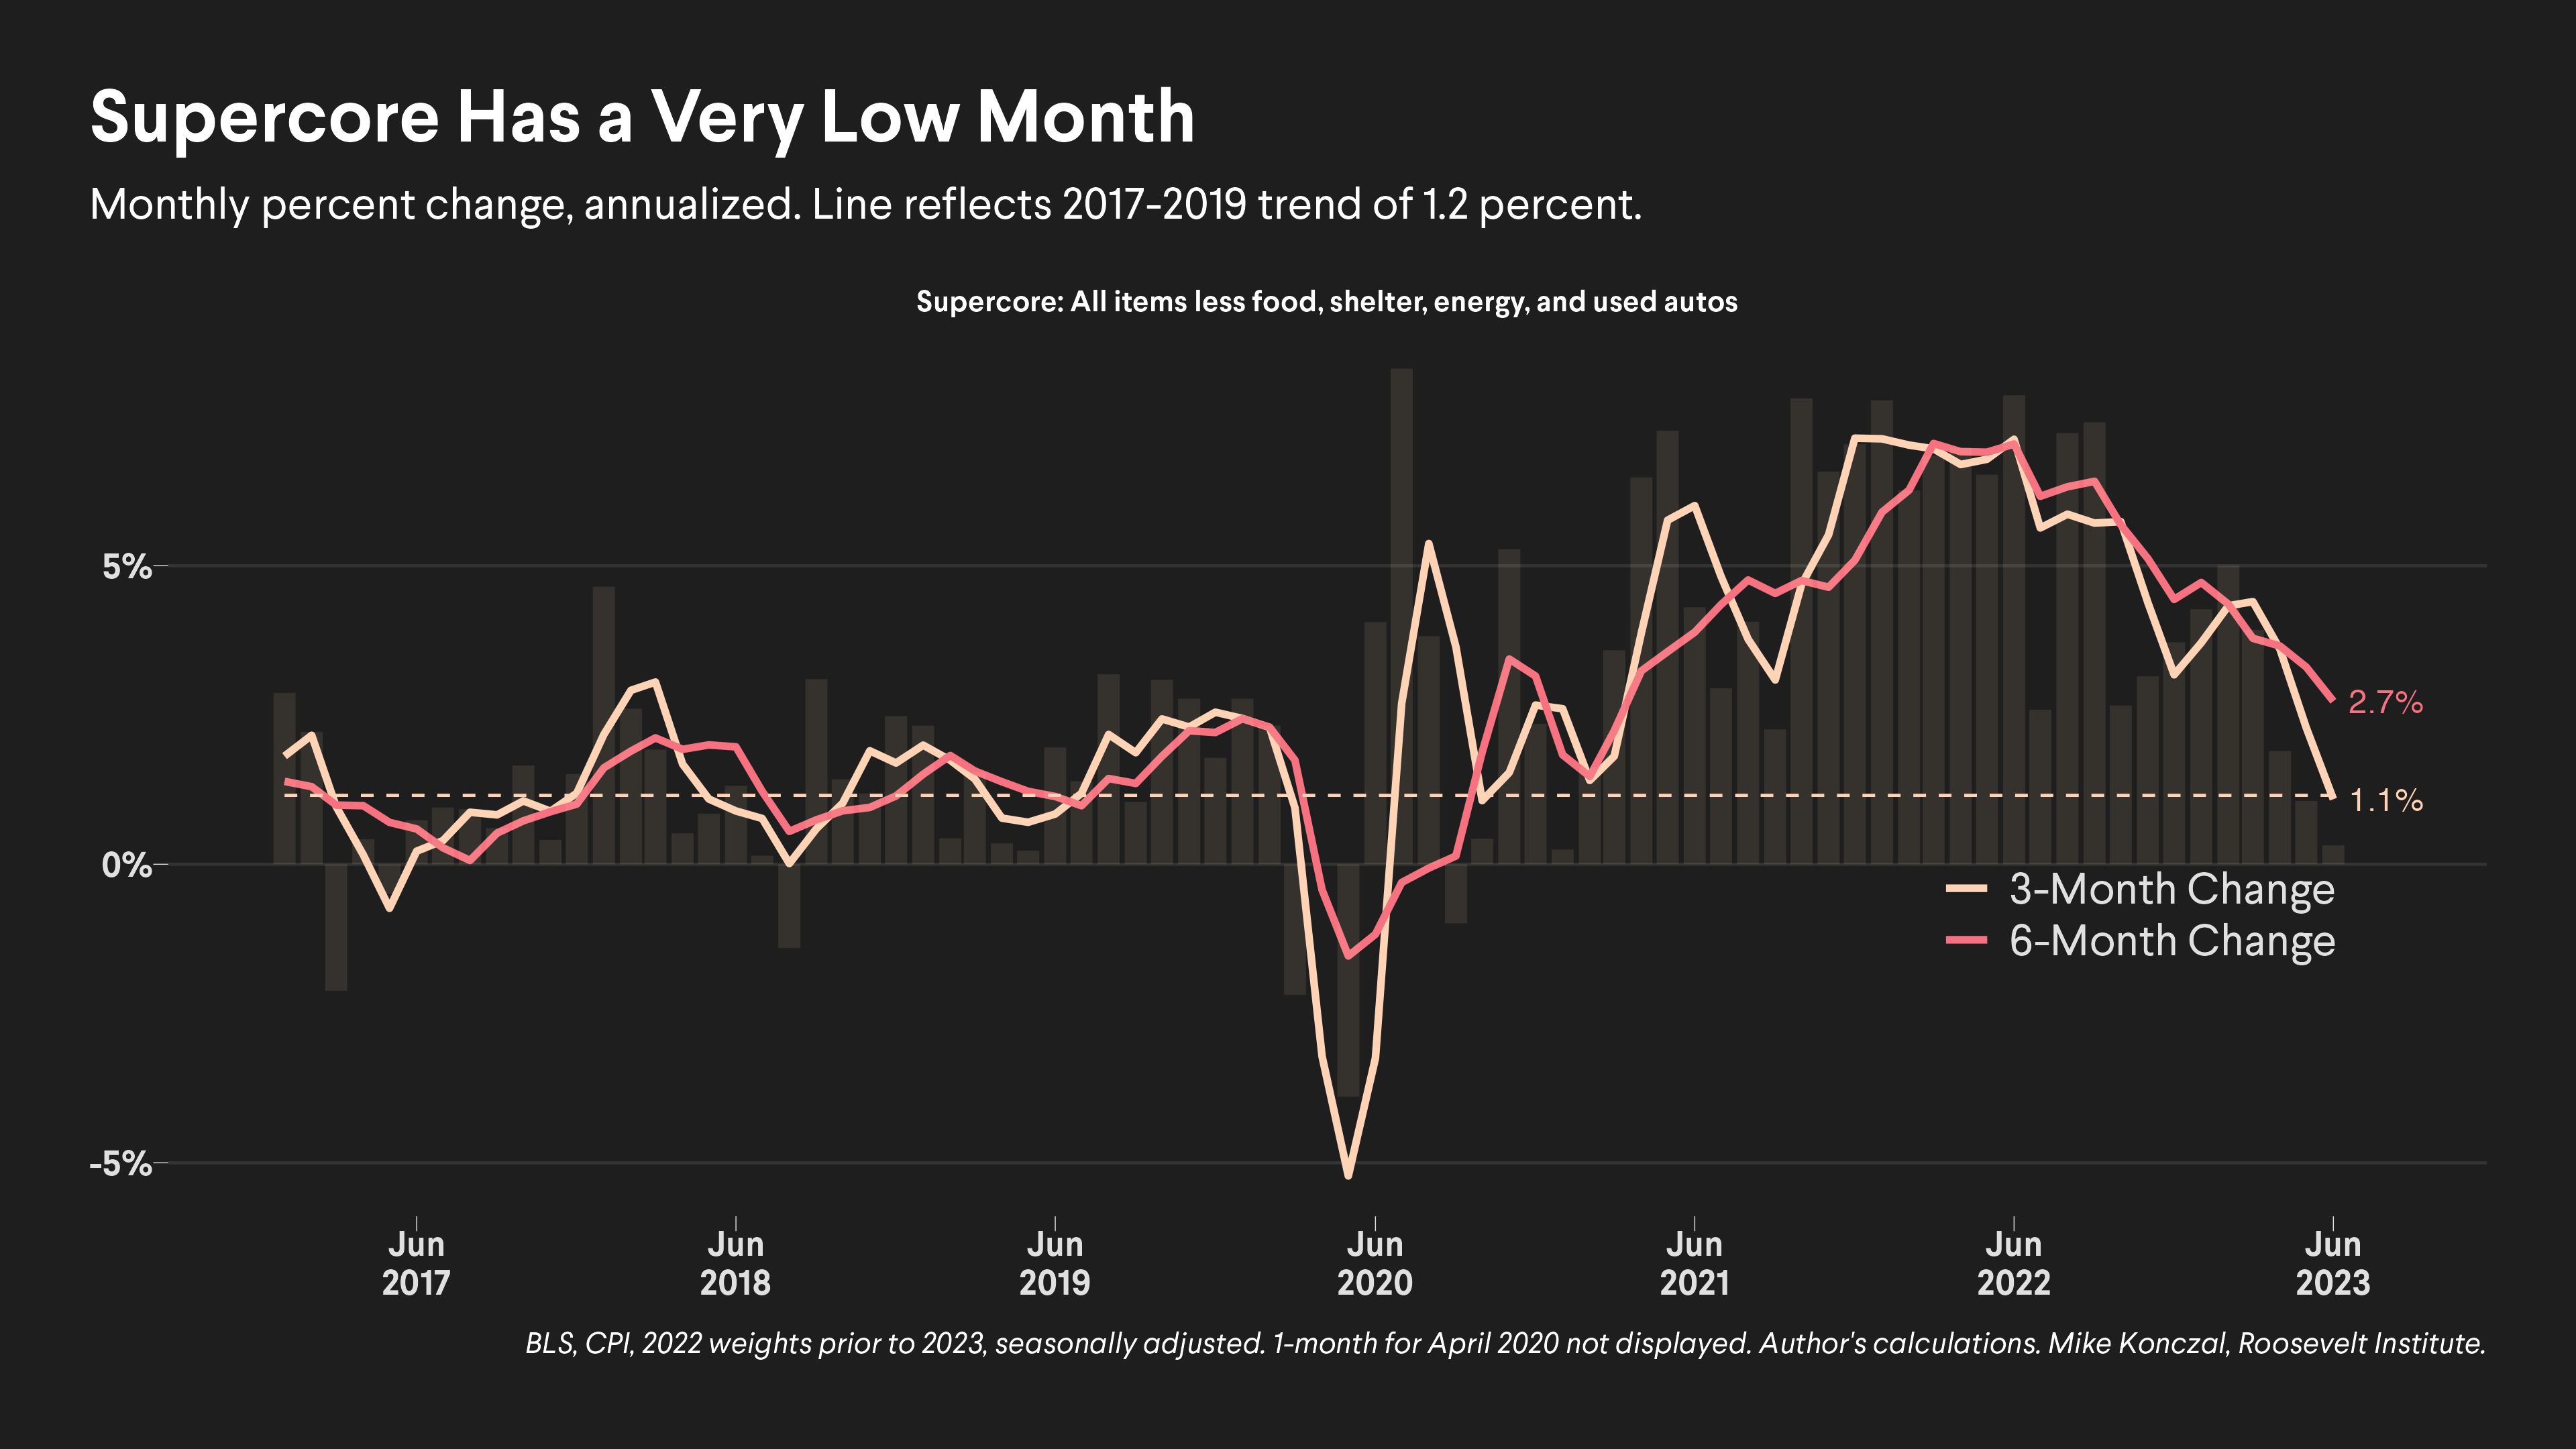 Supercore Has a Very Low Month
Monthly percent change, annualized. Line reflects 2017-2019 trend of 1.2 percent.
Supercore: All items less food, shelter, energy, and used autos
5%
0%
-5%
2.7%
1.1%
3-Month Change
6-Month Change
Jun 2017
Jun 2018
Jun 2019
Jun 2020
Jun 2021
Jun 2022
Jun 2023
BLS, CPI, 2022 weights prior to 2023, seasonally adjusted. 1-month for April 2020 not displayed. Author's calculations. Mike Konczal, Roosevelt Institute.